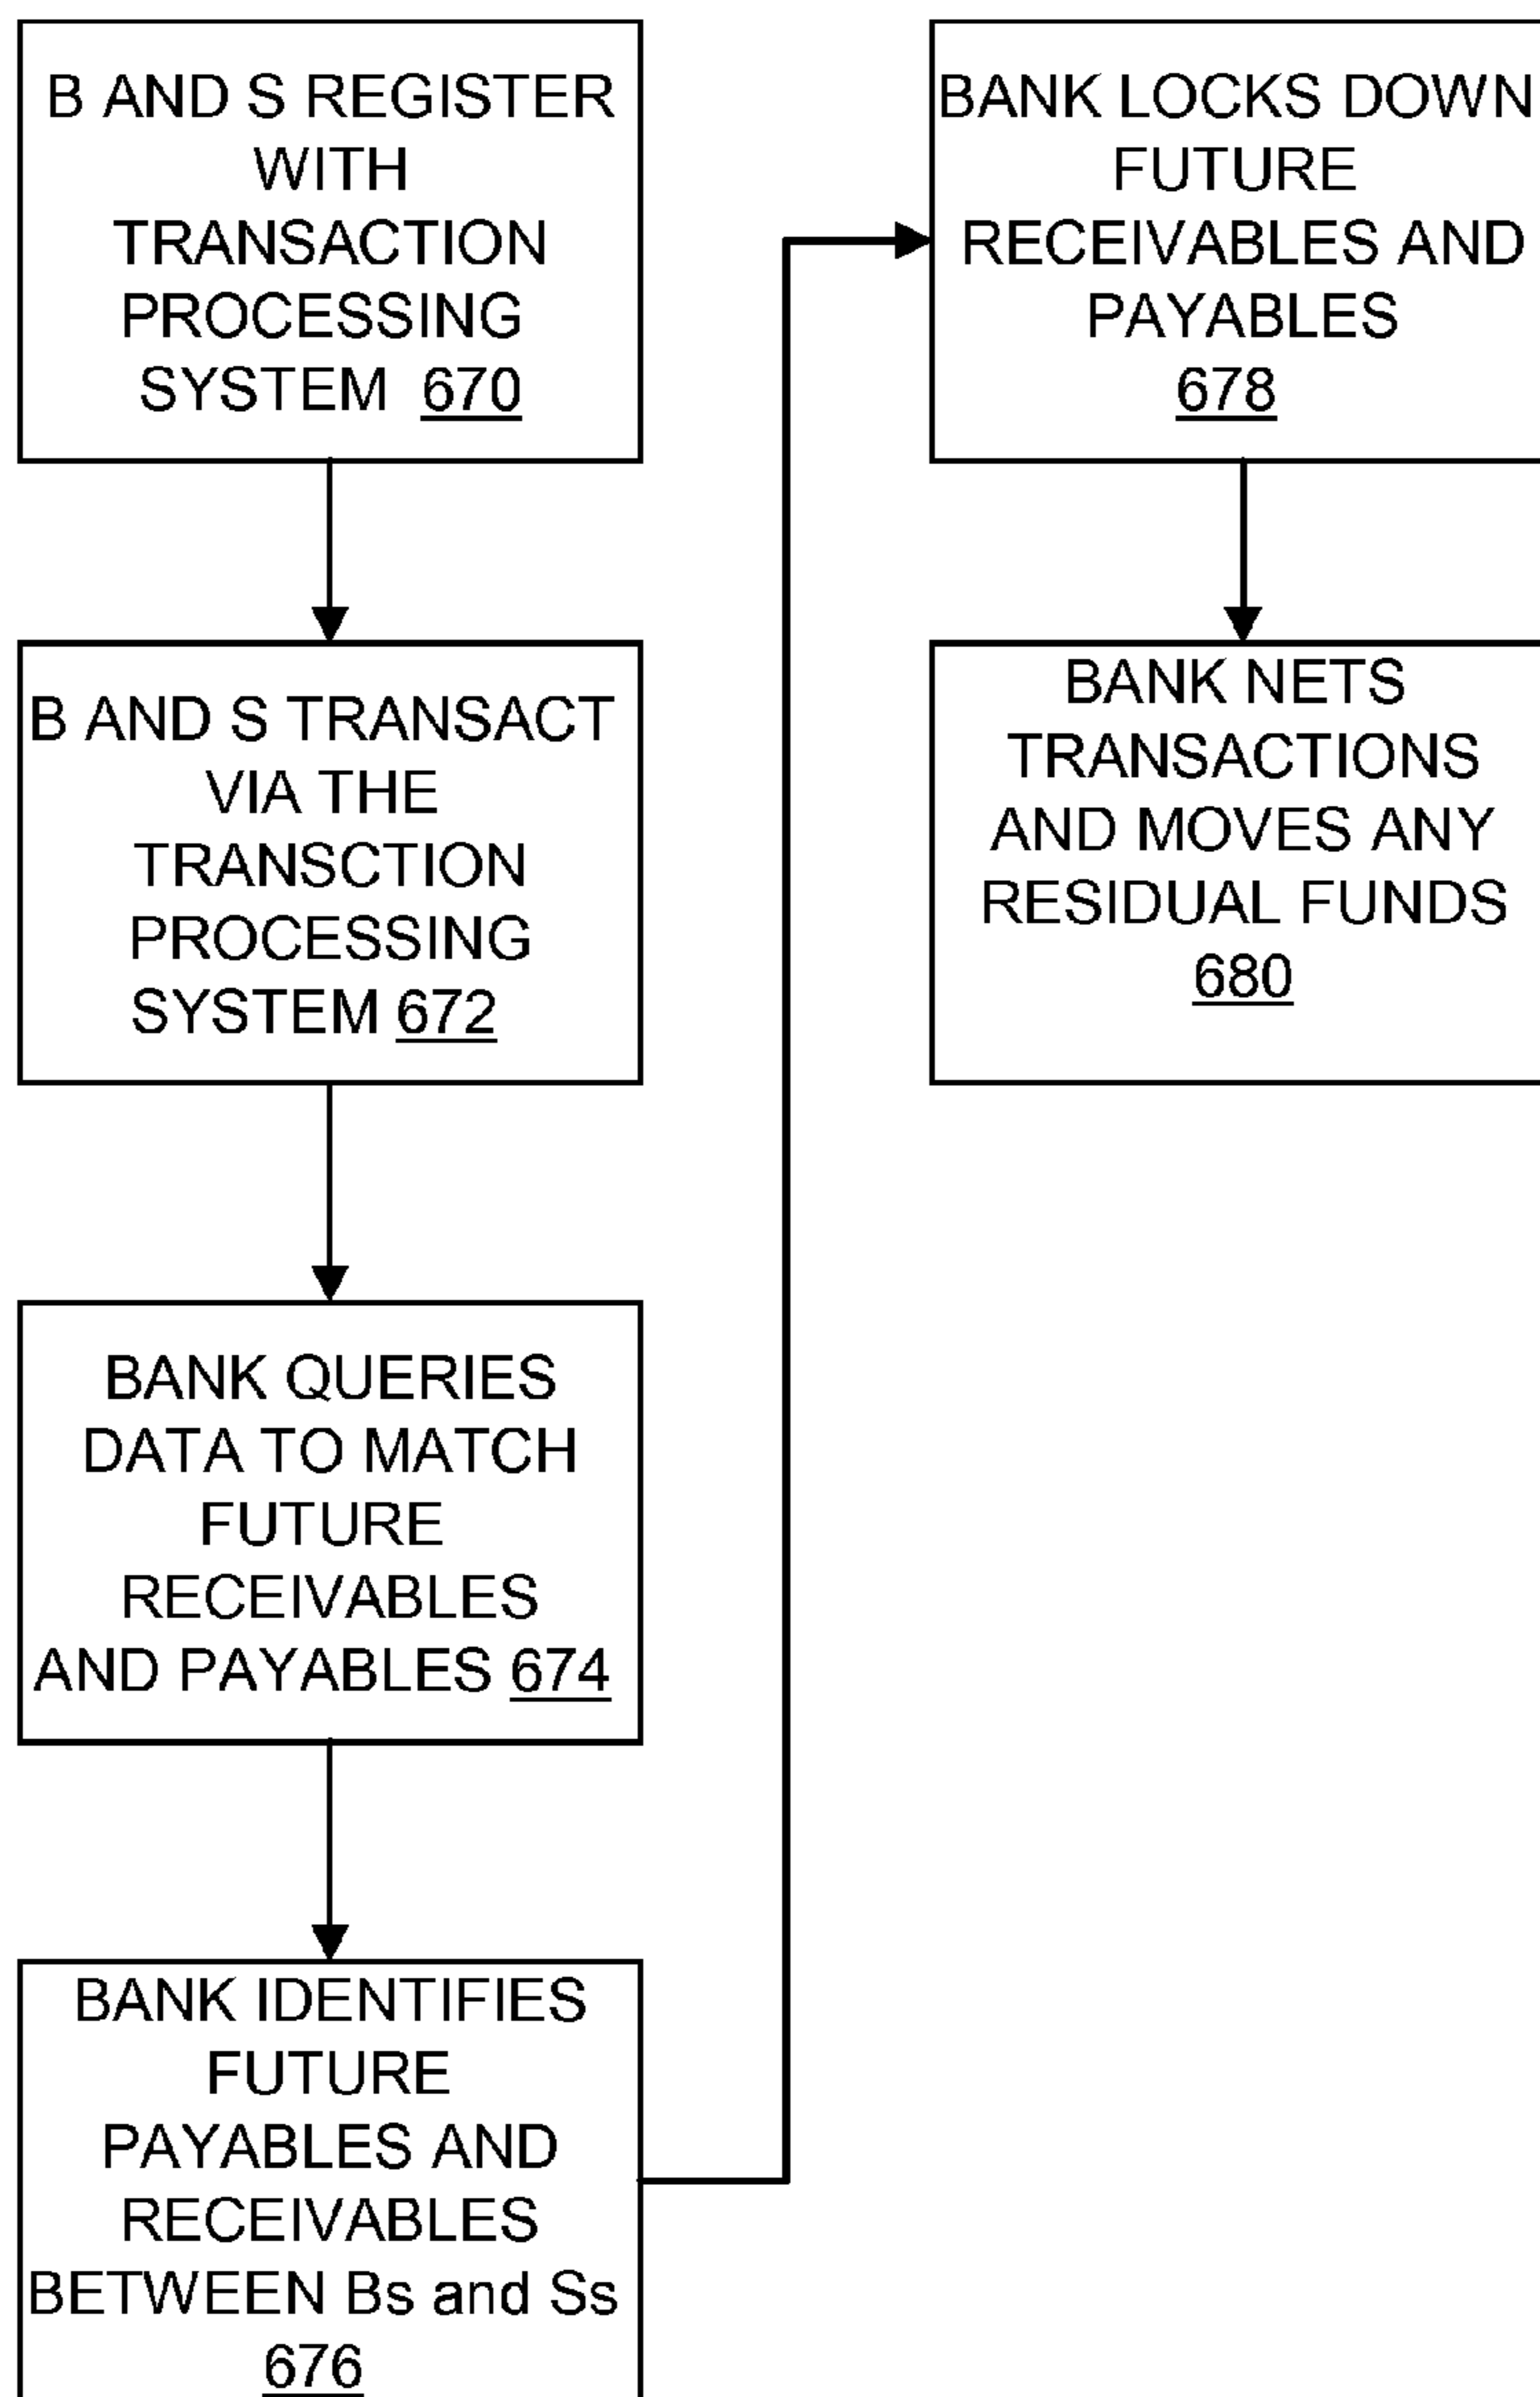 B AND S REGISTER
WITH
TRANSACTION
PROCESSING
SYSTEM 670
B AND S TRANSACT
VIA THE
TRANSCTION
PROCESSING
SYSTEM 672
BANK QUERIES
DATA TO MATCH
FUTURE
RECEIVABLES
AND PAYABLES 674
BANK IDENTIFIES
FUTURE
PAYABLES AND
RECEIVABLES
BETWEEN Bs and Ss
676
BANK LOCKS DOWN
FUTURE
RECEIVABLES AND
PAYABLES
678
BANK NETS
TRANSACTIONS
AND MOVES ANY
RESIDUAL FUNDS
680